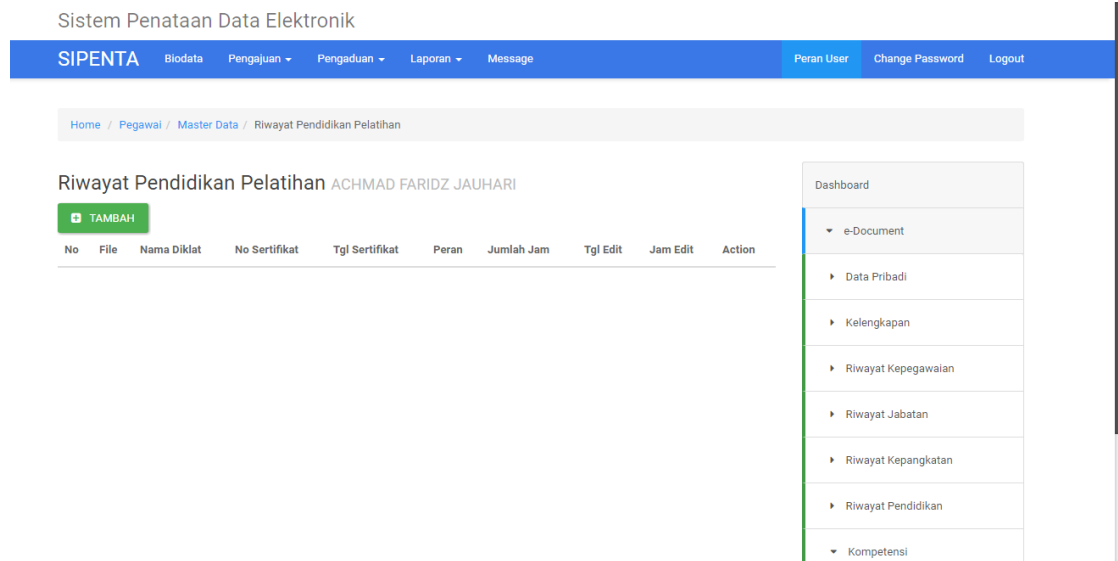 Sistem Penataan Data Elektronik
SIPENTA Biodata Pengajuan Pengaduan Laporan Message Peran User Change Password Logout
Home / Pegawai / Master Data / Riwayat Pendidikan Pelatihan
Riwayat Pendidikan Pelatihan ACHMAD FARIDZ JAUHARI
TAMBAH
No File Nama Diklat No Sertifikat Tgl Sertifikat Peran Jumlah Jam Tgl Edit Jam Edit Action
Dashboard
e-Document
Data Pribadi
Kelengkapan
Riwayat Kepegawaian
Riwayat Jabatan
Riwayat Kepangkatan
Riwayat Pendidikan
Kompetensi